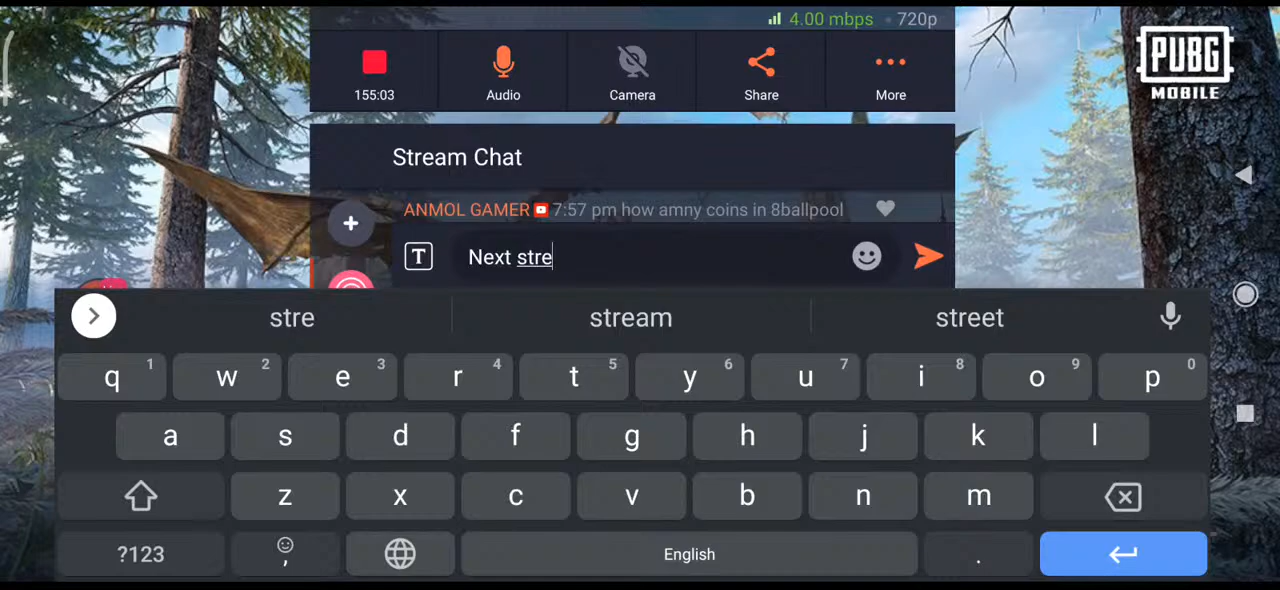 4.00 mbps • 720p
PUBG
MOBILE
155:03
Audio
Camera
Share
More
Stream Chat
ANMOL GAMER 7:57 pm how amny coins in 8ballpool
T
Next stre
stre
stream
street
q 1 w 2 e 3 r 4 t 5 y 6 u 7 i 8 o 9 p 0
a s d f g h j k l
z x c v b n m
?123 , English .